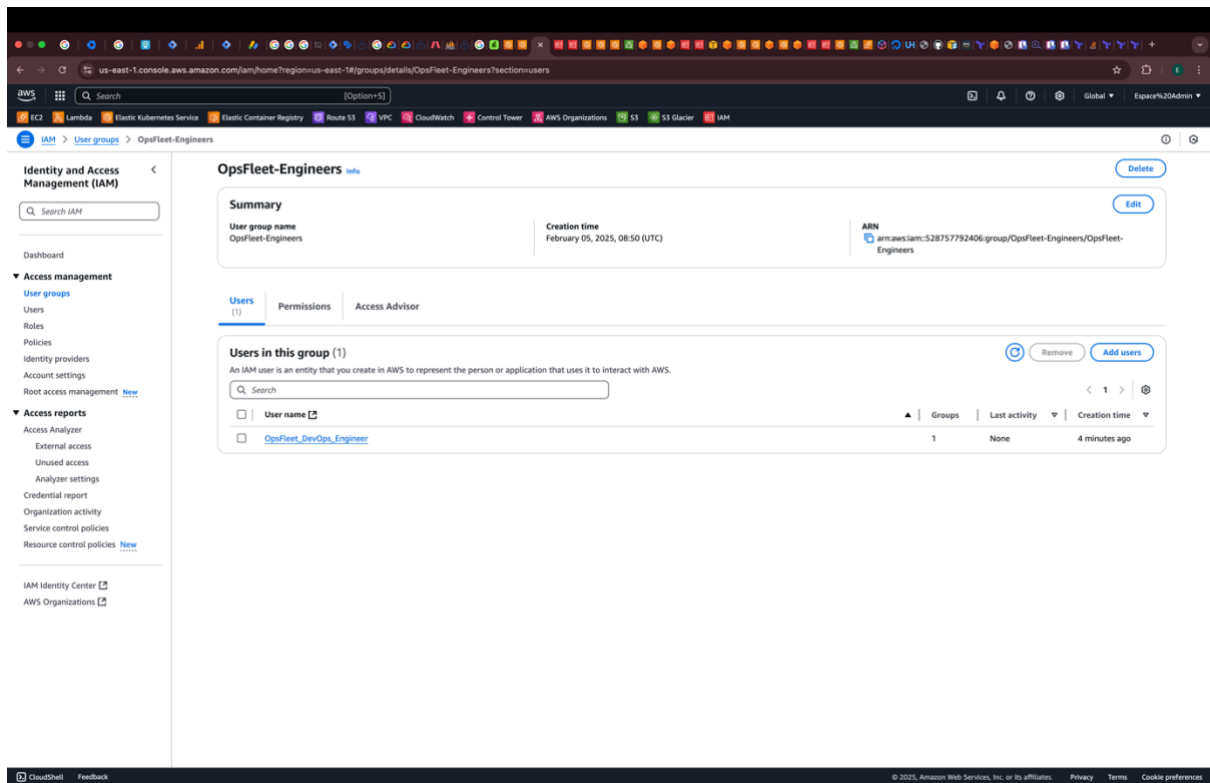 us-east-1.console.aws.amazon.com/iam/home?region=us-east-1#/groups/details/OpsFleet-Engineers?section=users
aws Search [Option+S] Global Espace%20Admin
EC2 Lambda Elastic Kubernetes Service Elastic Container Registry Route 53 VPC CloudWatch Control Tower AWS Organizations S3 S3 Glacier IAM
IAM > User groups > OpsFleet-Engineers
Identity and Access Management (IAM)
Search IAM
Dashboard
Access management
User groups
Users
Roles
Policies
Identity providers
Account settings
Root access management New
Access reports
Access Analyzer
External access
Unused access
Analyzer settings
Credential report
Organization activity
Service control policies
Resource control policies New
IAM Identity Center
AWS Organizations
OpsFleet-Engineers Info
Delete
Summary
Edit
User group name
OpsFleet-Engineers
Creation time
February 05, 2025, 08:50 (UTC)
ARN
arn:aws:iam::528757792406:group/OpsFleet-Engineers/OpsFleet-
Engineers
Users (1)
Permissions
Access Advisor
Users in this group (1)
Remove
Add users
An IAM user is an entity that you create in AWS to represent the person or application that uses it to interact with AWS.
Search
< 1 >
User name Groups Last activity Creation time
OpsFleet_DevOps_Engineer 1 None 4 minutes ago
CloudShell Feedback © 2025, Amazon Web Services, Inc. or its affiliates. Privacy Terms Cookie preferences